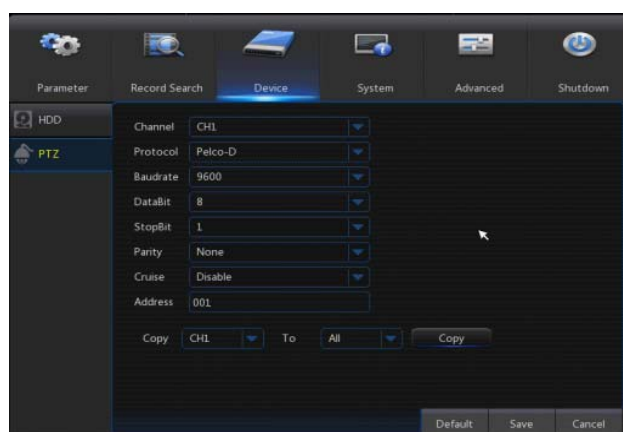 Parameter Record Search Device System Advanced Shutdown
HDD
PTZ
Channel CH1
Protocol Pelco-D
Baudrate 9600
DataBit 8
StopBit 1
Parity None
Cruise Disable
Address 001
Copy CH1 To All Copy
Default Save Cancel